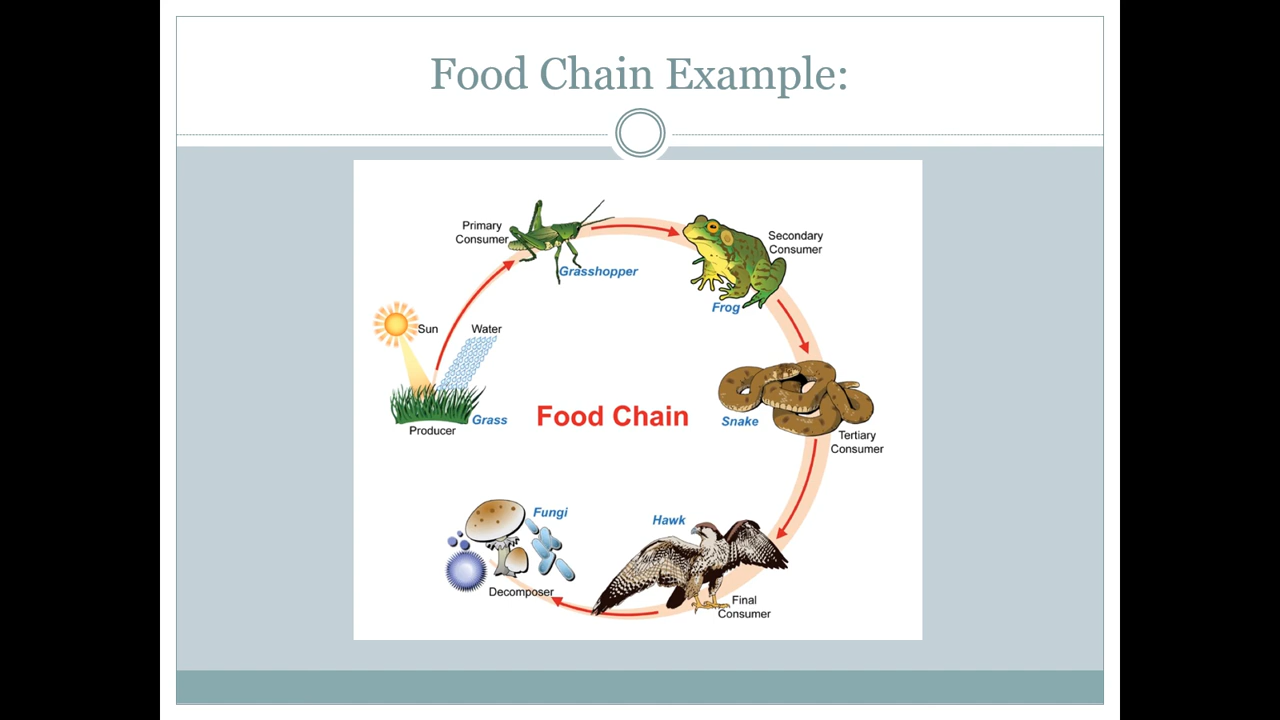 Food Chain Example:
Primary
Consumer
Grasshopper
Secondary
Consumer
Frog
Sun
Water
Grass
Producer
Food Chain
Snake
Tertiary
Consumer
Fungi
Decomposer
Hawk
Final
Consumer